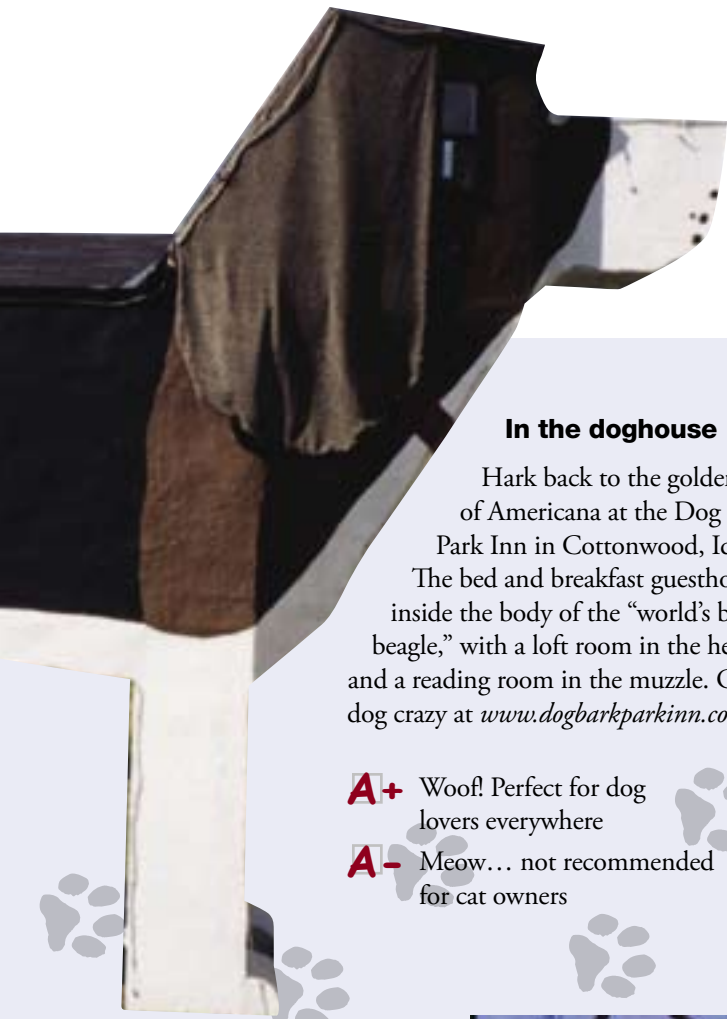 In the doghouse
Hark back to the golden
of Americana at the Dog
Park Inn in Cottonwood,
The bed and breakfast
inside the body of the “world’s
beagle,” with a loft room in the
and a reading room in the muzzle.
dog crazy at
A+ Woof! Perfect for dog
lovers everywhere
A– Meow… not recommended
for cat owners